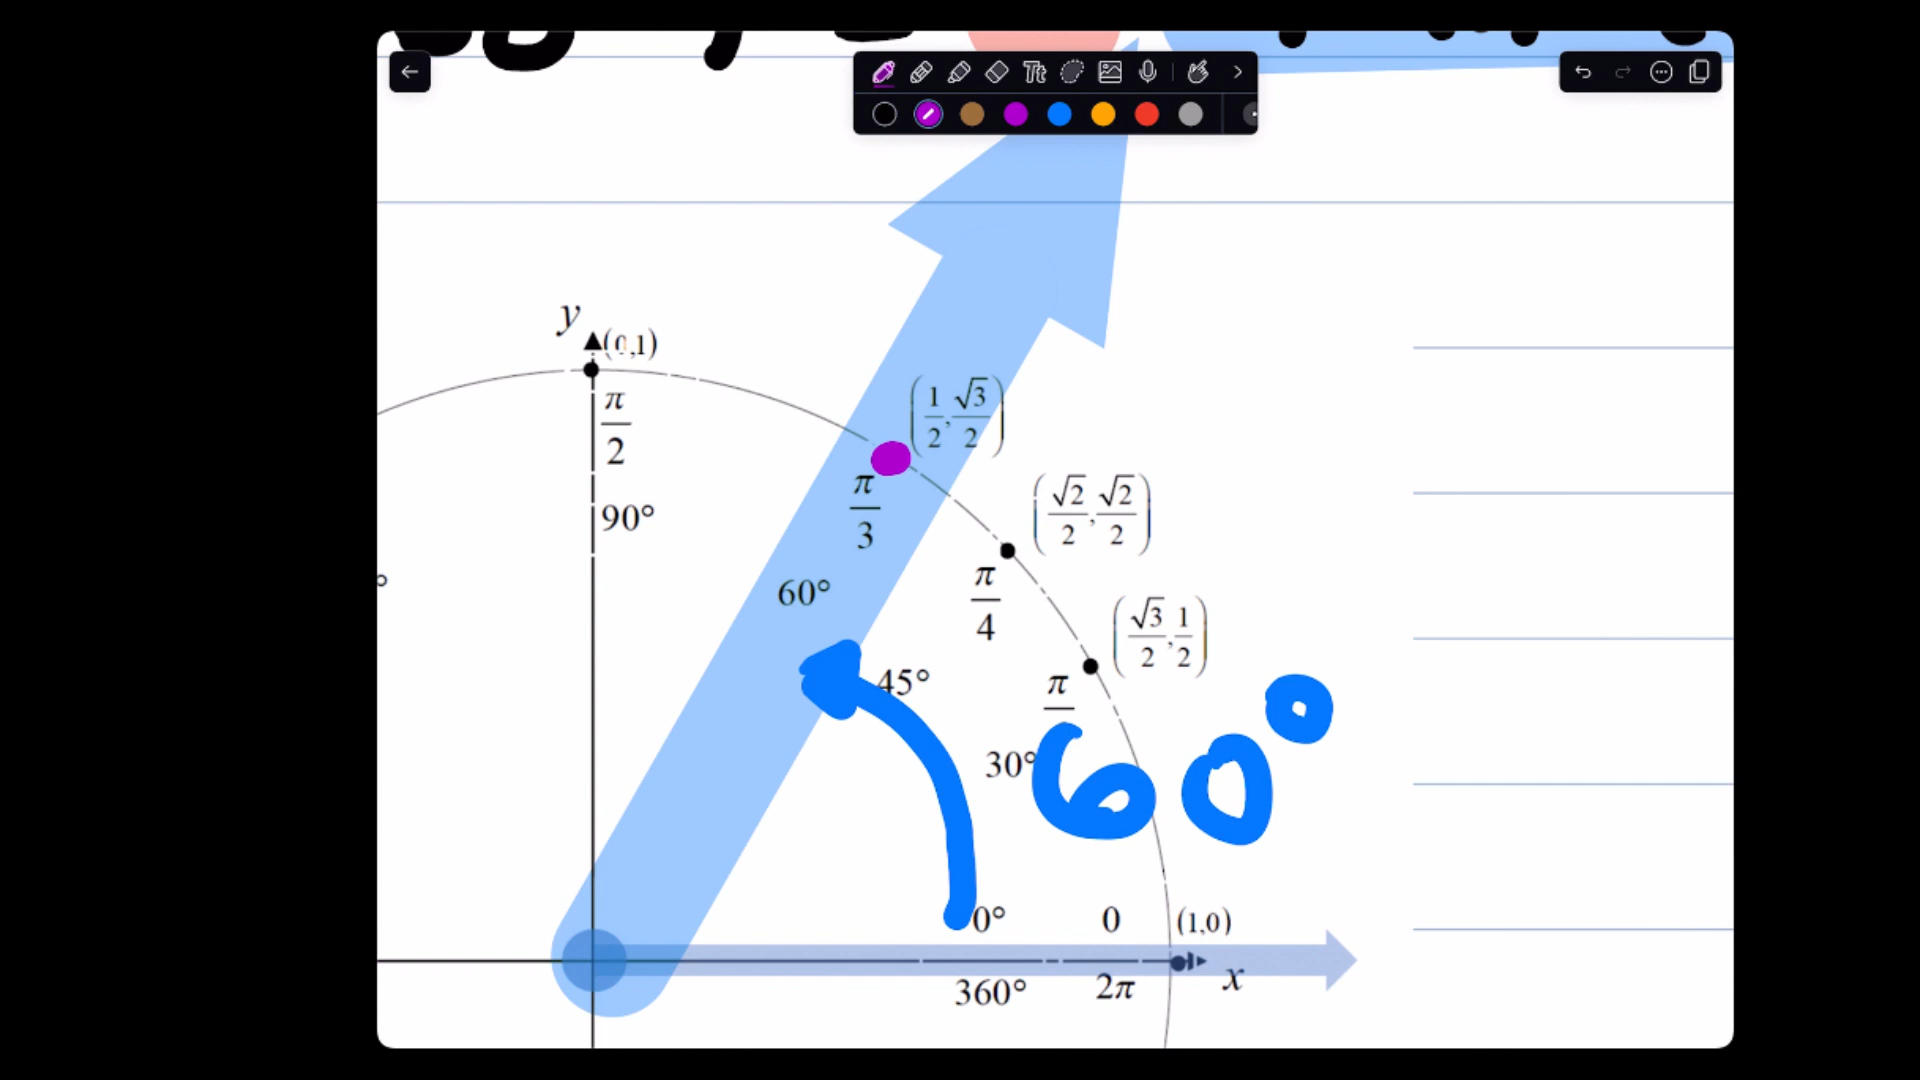 Tt
y
(0,1)
π/2
90°
(1/2, √3/2)
π/3
60°
(√2/2, √2/2)
π/4
45°
(√3/2, 1/2)
π
30°
60°
0°
0
(1,0)
360°
2π
x